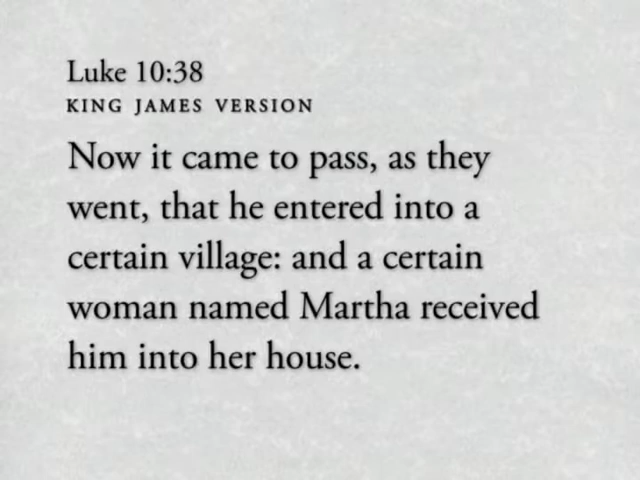 Luke 10:38
KING JAMES VERSION
Now it came to pass, as they
went, that he entered into a
certain village: and a certain
woman named Martha received
him into her house.